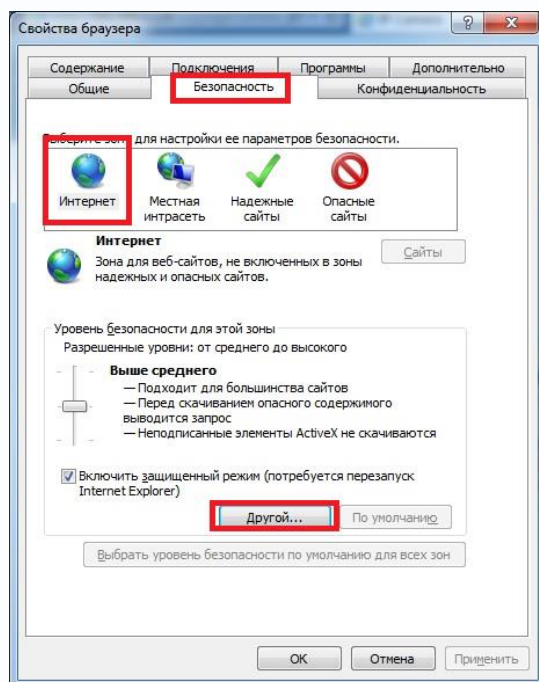 Свойства браузера
Содержание Подключения Программы Дополнительно
Общие Безопасность Конфиденциальность
Выберите зону для настройки ее параметров безопасности.
Интернет Местная интрасеть Надежные сайты Опасные сайты
Интернет
Зона для веб-сайтов, не включенных в зоны
надежных и опасных сайтов.
Сайты
Уровень безопасности для этой зоны
Разрешенные уровни: от среднего до высокого
Выше среднего
— Подходит для большинства сайтов
— Перед скачиванием опасного содержимого
выводится запрос
— Неподписанные элементы ActiveX не скачиваются
Включить защищенный режим (потребуется перезапуск
Internet Explorer)
Другой... По умолчанию
Выбрать уровень безопасности по умолчанию для всех зон
OK Отмена Применить